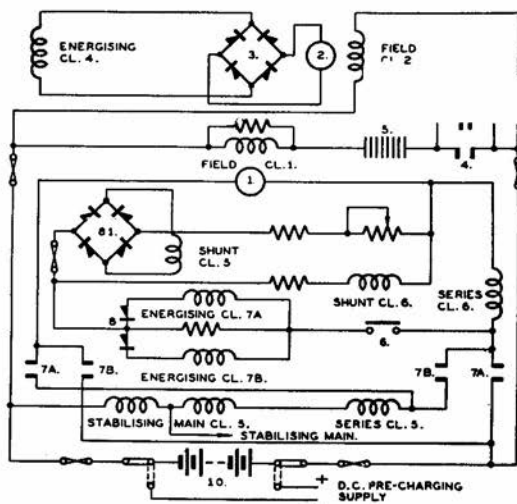 ENERGISING
CL. 4.
3.
2.
FIELD
CL. 2
5.
FIELD CL. 1.
4.
1.
81.
SHUNT
CL. 5
SHUNT CL. 6.
SERIES
CL. 6.
8
ENERGISING CL. 7A
6.
ENERGISING CL. 7B.
7A.
7B.
7B.
7A.
STABILISING
MAIN CL. 5.
SERIES CL. 5.
STABILISING MAIN.
10.
+
D.C. PRE-CHARGING
SUPPLY